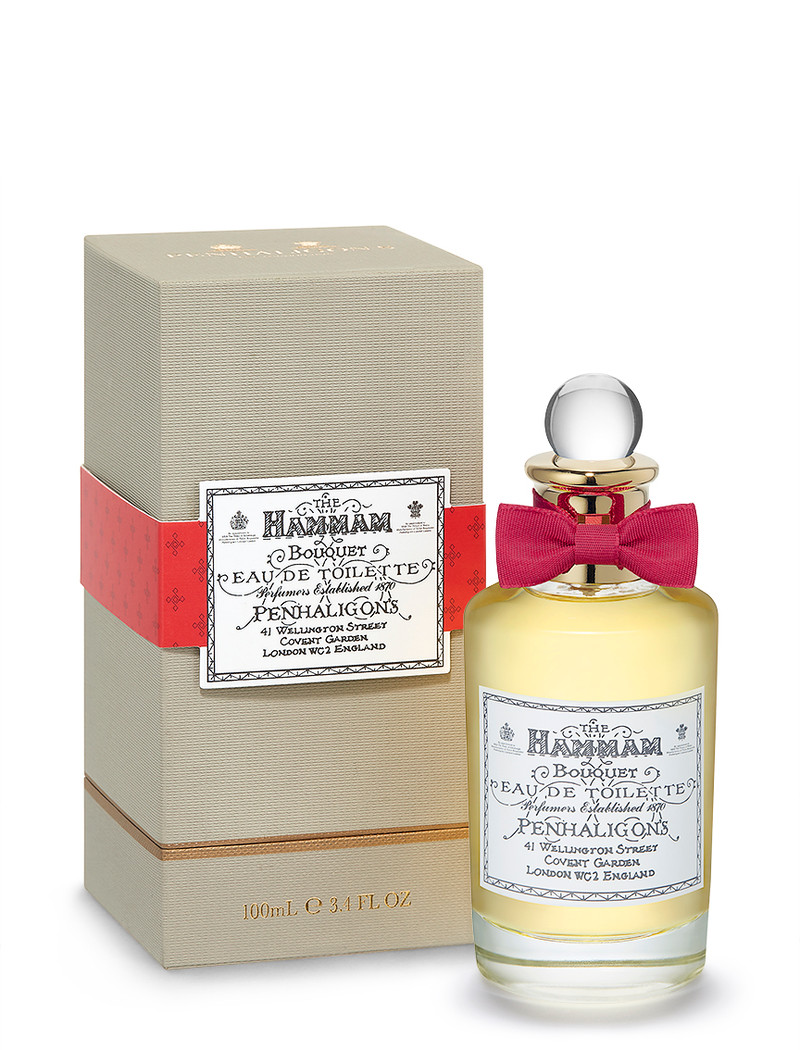 PENHALIGON'S
THE
HAMMAM
BOUQUET
EAU DE TOILETTE
Perfumers Established 1870
PENHALIGON'S
41 WELLINGTON STREET
COVENT GARDEN
LONDON WC2 ENGLAND
100mL ℮ 3.4 FL OZ
THE
HAMMAM
BOUQUET
EAU DE TOILETTE
Perfumers Established 1870
PENHALIGON'S
41 WELLINGTON STREET
COVENT GARDEN
LONDON WC2 ENGLAND